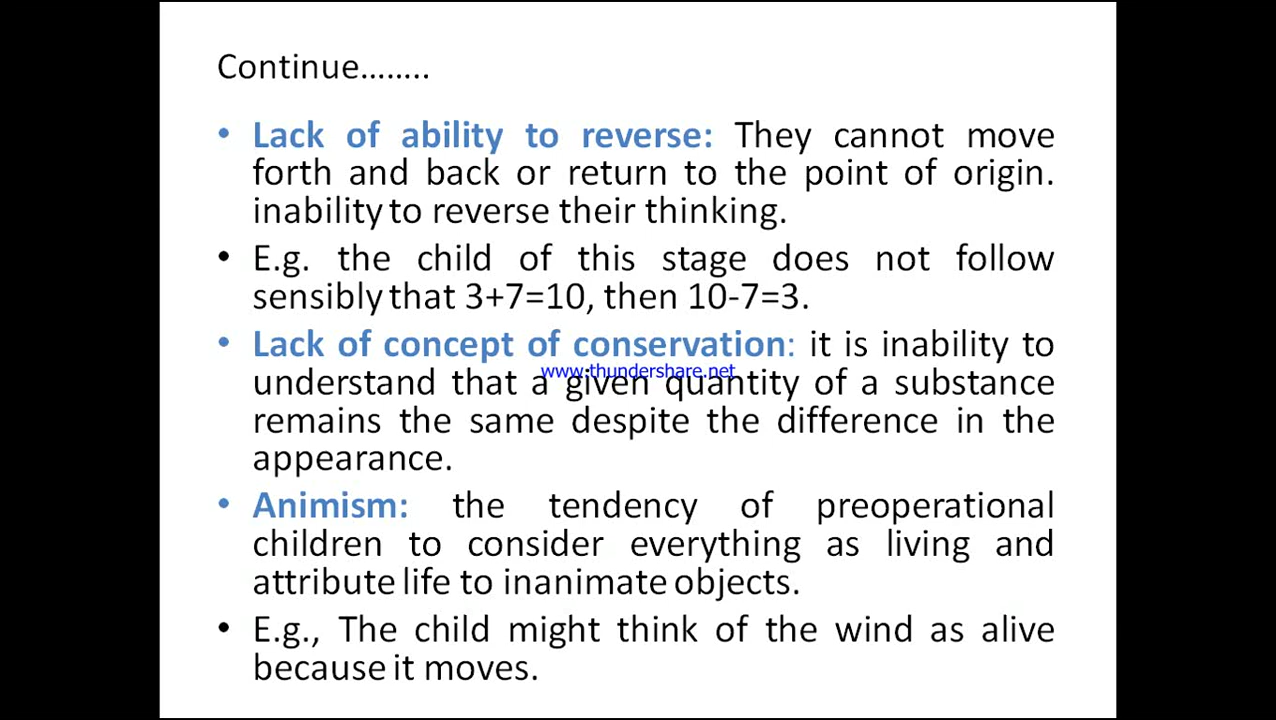 Continue........
• Lack of ability to reverse: They cannot move
forth and back or return to the point of origin.
inability to reverse their thinking.
• E.g. the child of this stage does not follow
sensibly that 3+7=10, then 10-7=3.
• Lack of concept of conservation: it is inability to
www.thundershare.net
understand that a given quantity of a substance
remains the same despite the difference in the
appearance.
• Animism: the tendency of preoperational
children to consider everything as living and
attribute life to inanimate objects.
• E.g., The child might think of the wind as alive
because it moves.